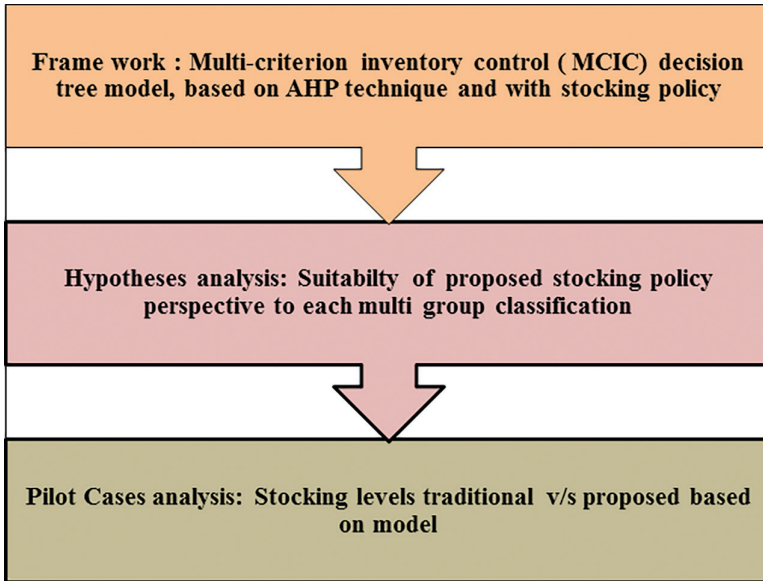 Frame work : Multi-criterion inventory control ( MCIC) decision
tree model, based on AHP technique and with stocking policy
Hypotheses analysis: Suitabilty of proposed stocking policy
perspective to each multi group classification
Pilot Cases analysis: Stocking levels traditional v/s proposed based
on model